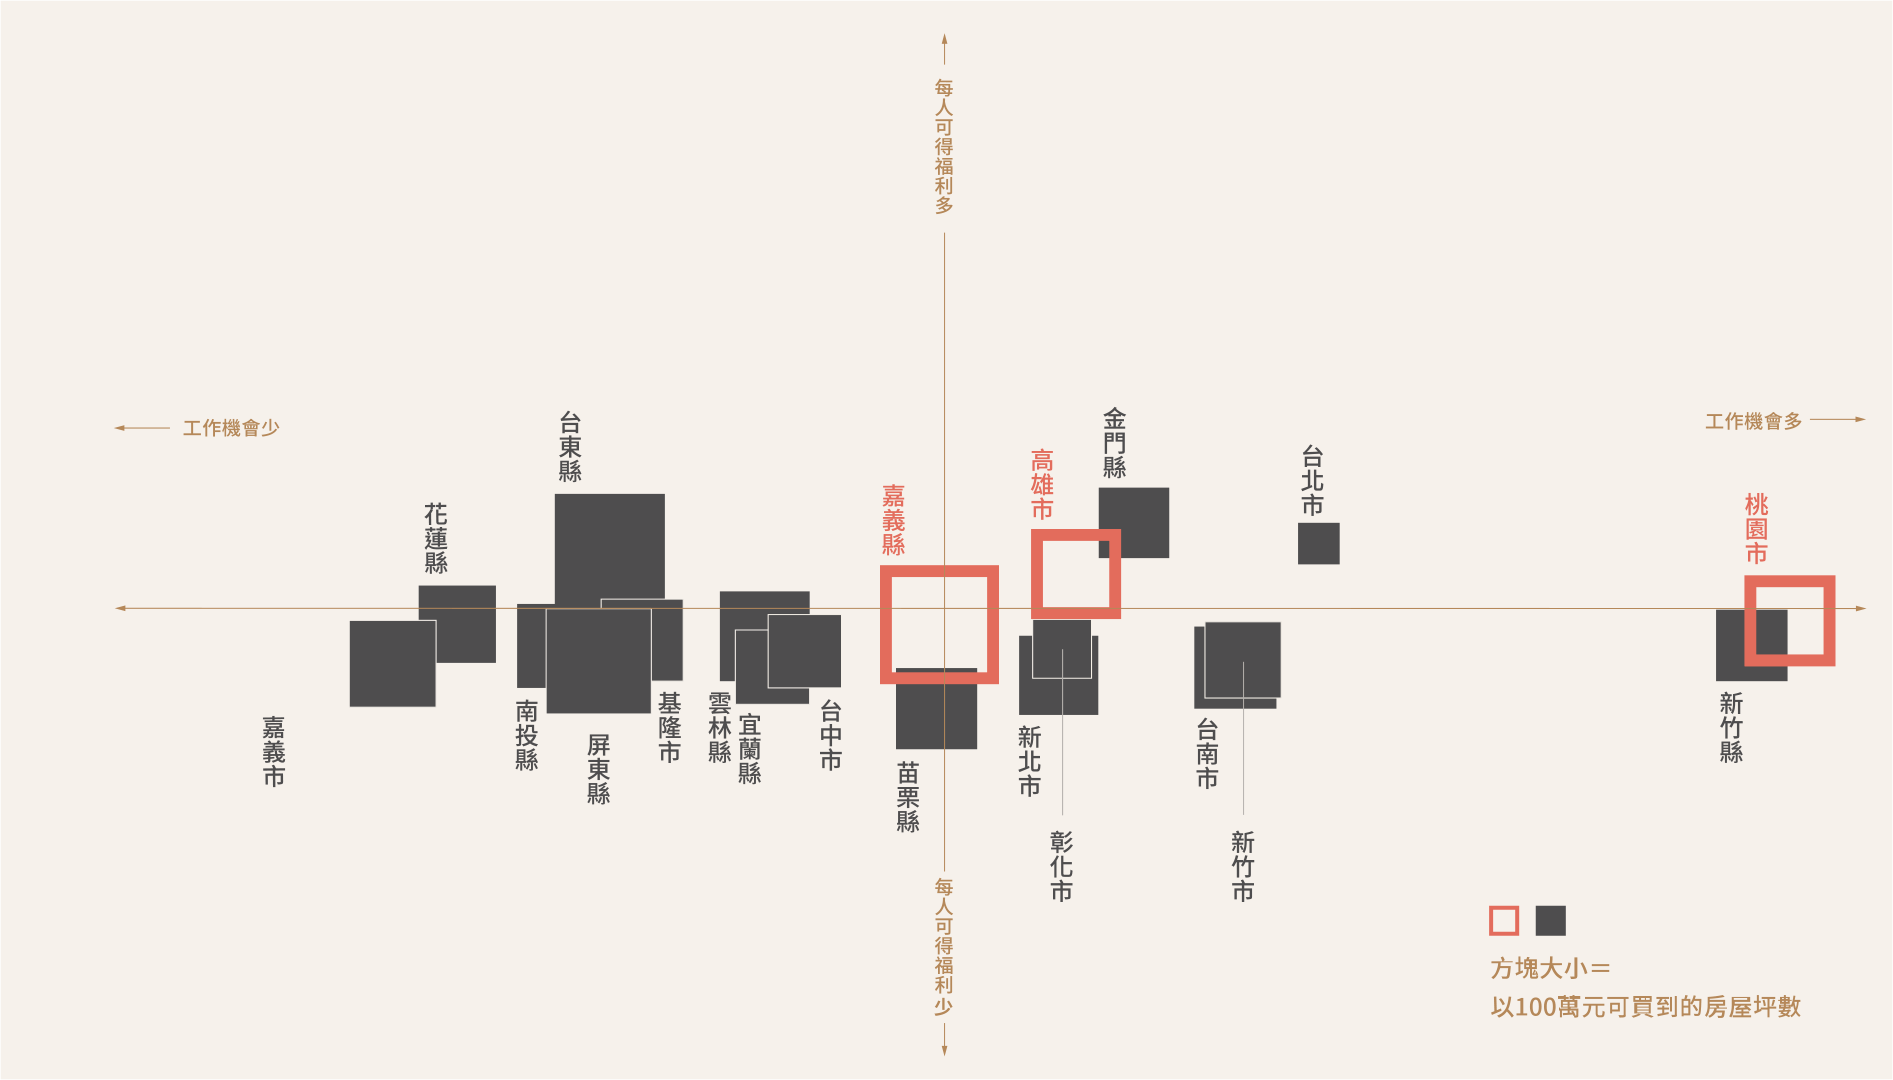 每人可得福利多
工作機會少
工作機會多
台東縣
金門縣
台北市
高雄市
嘉義縣
桃園市
花蓮縣
嘉義市
南投縣
屏東縣
基隆市
雲林縣
宜蘭縣
台中市
苗栗縣
新北市
彰化市
台南市
新竹市
新竹縣
每人可得福利少
方塊大小＝
以100萬元可買到的房屋坪數